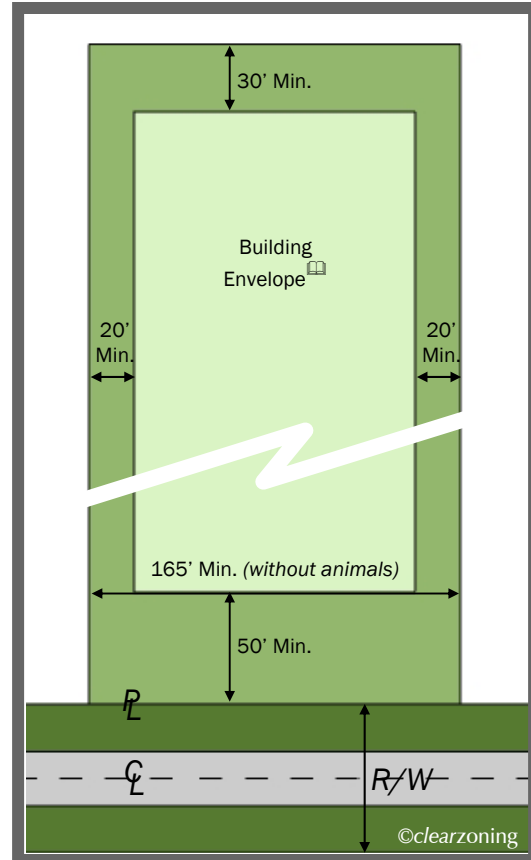 30’ Min.
Building
Envelope
20’
Min.
20’
Min.
165’ Min. (without animals)
50’ Min.
PL
CL
R/W
©clearzoning